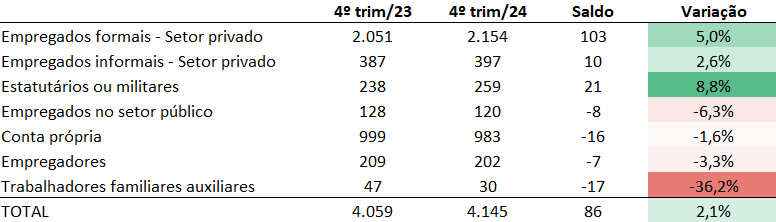 4º trim/23 4º trim/24 Saldo Variação
Empregados formais - Setor privado 2.051 2.154 103 5,0%
Empregados informais - Setor privado 387 397 10 2,6%
Estatutários ou militares 238 259 21 8,8%
Empregados no setor público 128 120 -8 -6,3%
Conta própria 999 983 -16 -1,6%
Empregadores 209 202 -7 -3,3%
Trabalhadores familiares auxiliares 47 30 -17 -36,2%
TOTAL 4.059 4.145 86 2,1%